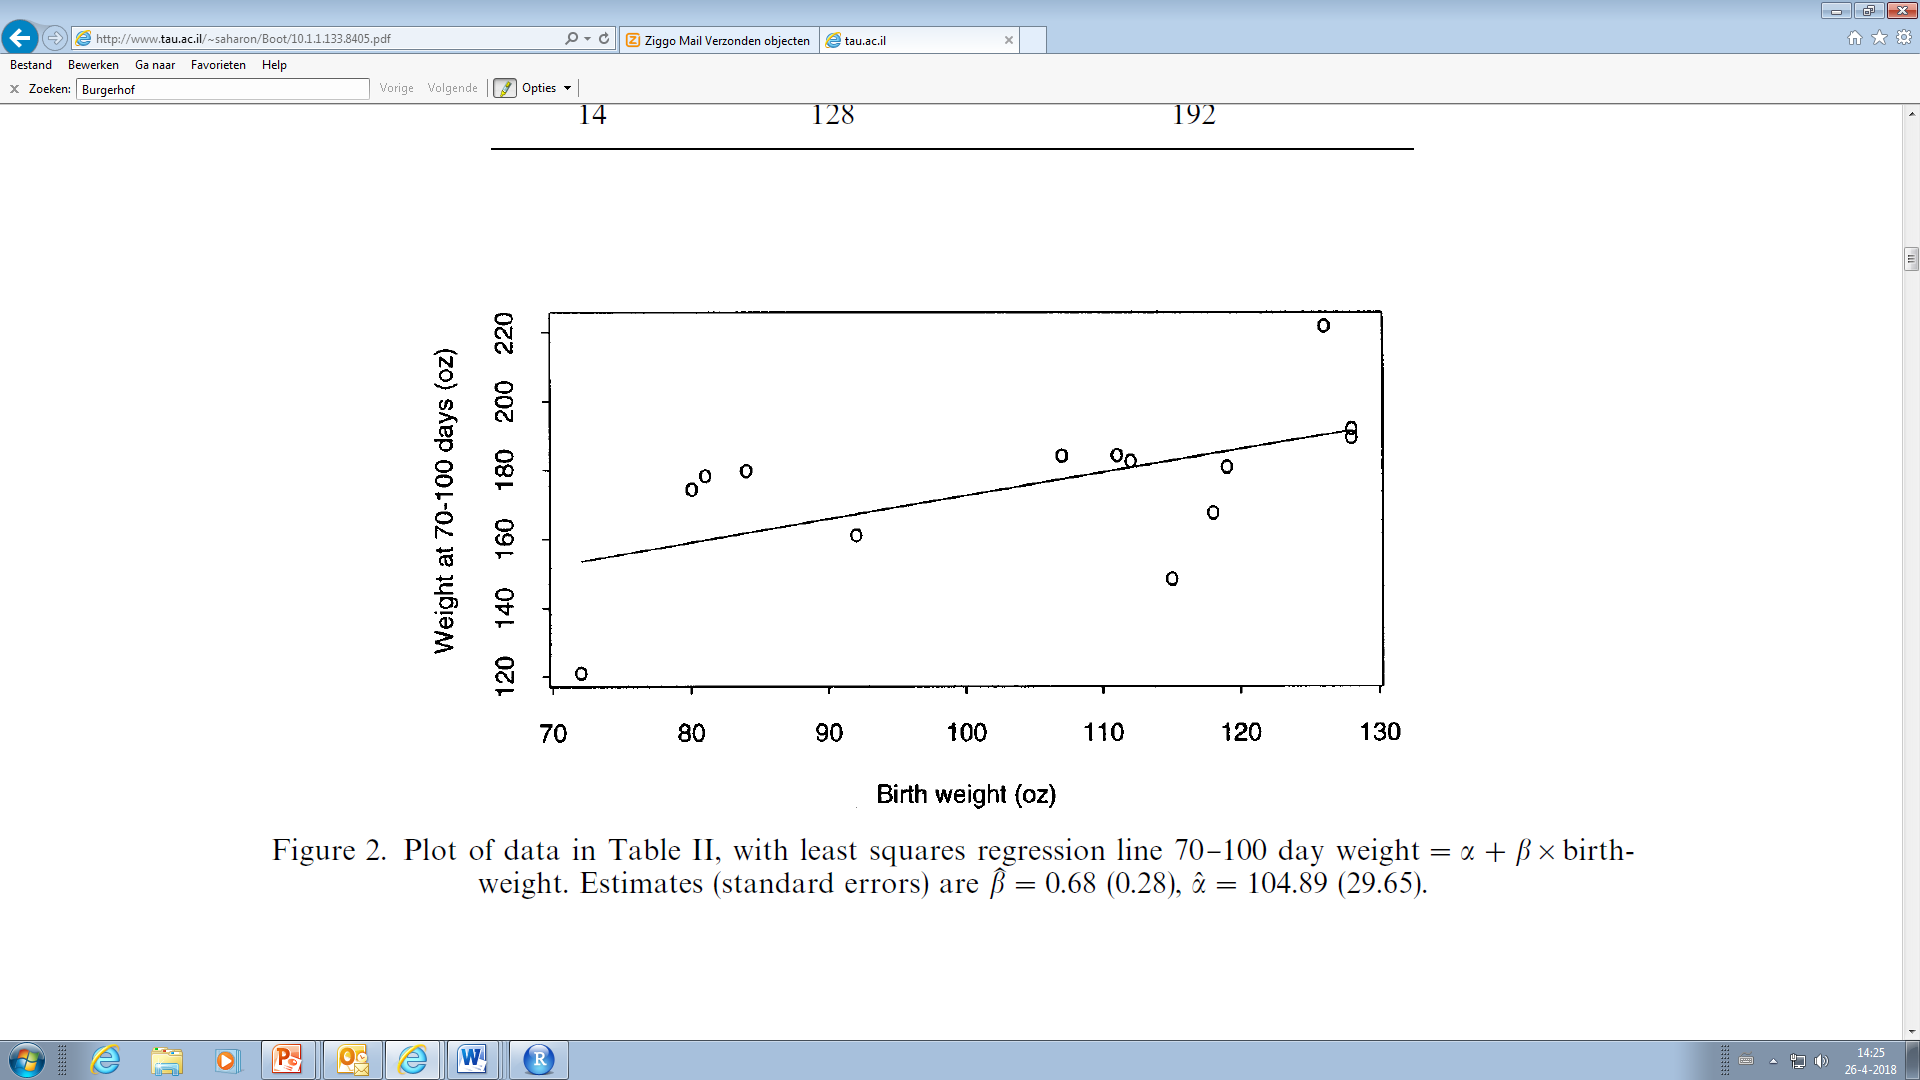 http://www.tau.ac.il/~saharon/Boot/10.1.1.133.8405.pdf
Ziggo Mail Verzonden objecten
tau.ac.il
Bestand Bewerken Ga naar Favorieten Help
x Zoeken: Burgerhof Vorige Volgende Opties
14 128 192
220
200
180
160
140
120
Weight at 70-100 days (oz)
70 80 90 100 110 120 130
Birth weight (oz)
Figure 2. Plot of data in Table II, with least squares regression line 70–100 day weight = α + β × birth-
weight. Estimates (standard errors) are β̂ = 0.68 (0.28), α̂ = 104.89 (29.65).
14:25
26-4-2018